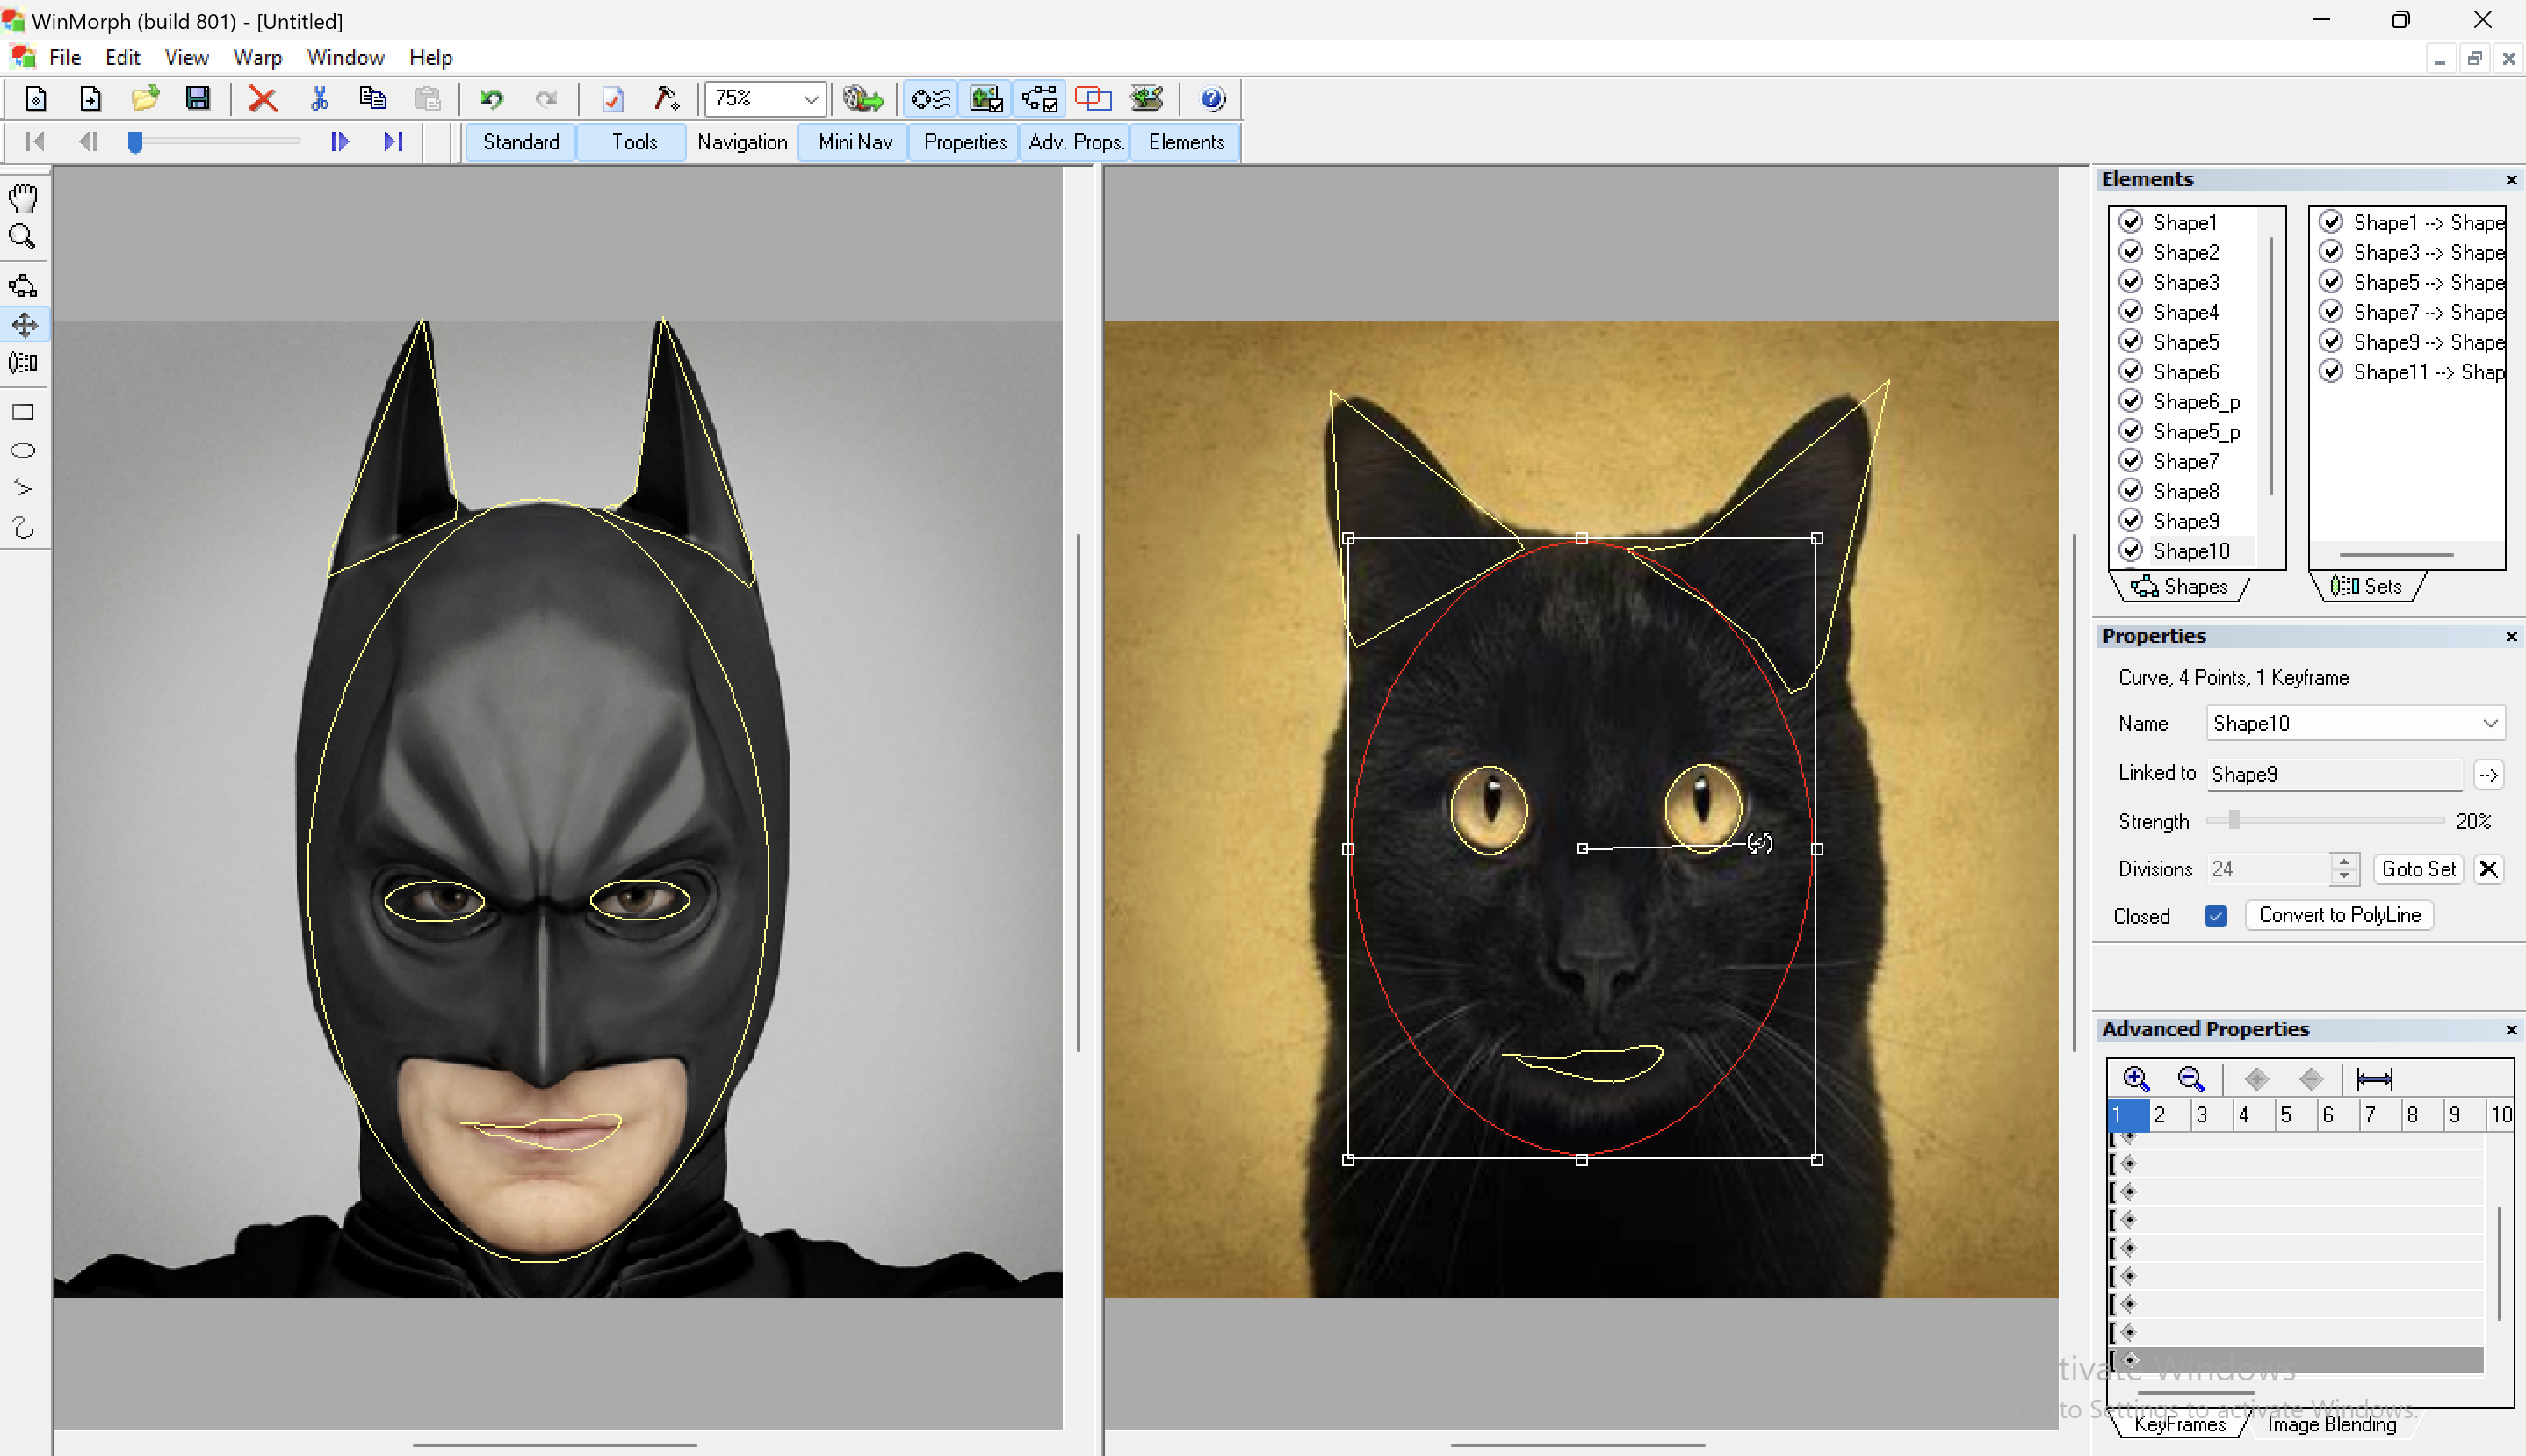 WinMorph (build 801) - [Untitled]
File Edit View Warp Window Help
75%
Standard Tools Navigation Mini Nav Properties Adv. Props. Elements
Elements
Shape1
Shape2
Shape3
Shape4
Shape5
Shape6
Shape6_p
Shape5_p
Shape7
Shape8
Shape9
Shape10
Shapes
Shape1 --> Shape
Shape3 --> Shape
Shape5 --> Shape
Shape7 --> Shape
Shape9 --> Shape
Shape11 --> Shap
Sets
Properties
Curve, 4 Points, 1 Keyframe
Name Shape10
Linked to Shape9 -->
Strength 20%
Divisions 24 Goto Set
Closed Convert to PolyLine
Advanced Properties
1 2 3 4 5 6 7 8 9 10
Activate Windows
Go to Settings to activate Windows.
KeyFrames Image Blending